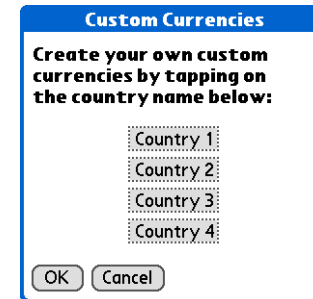 Custom Currencies
Create your own custom
currencies by tapping on
the country name below:
Country 1
Country 2
Country 3
Country 4
OK Cancel